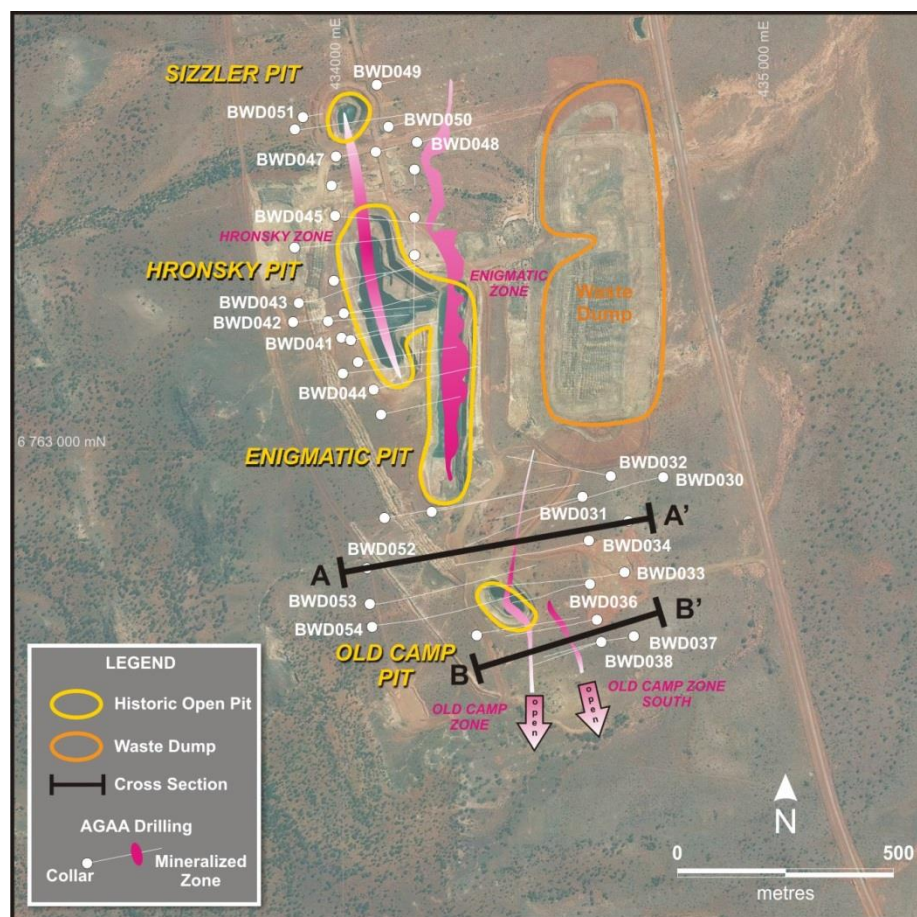 434000 mE
435 000 mE
SIZZLER PIT
BWD049
BWD051
BWD050
BWD047
BWD048
BWD045
HRONSKY ZONE
HRONSKY PIT
ENIGMATIC
ZONE
Waste
Dump
BWD043
BWD042
BWD041
BWD044
6 763 000 mN
ENIGMATIC PIT
BWD032
BWD030
BWD031
A'
BWD052
BWD034
A
BWD033
BWD053
BWD036
B'
BWD054
BWD037
OLD CAMP
PIT
B
BWD038
OLD CAMP
ZONE
OLD CAMP ZONE
SOUTH
open
open
LEGEND
Historic Open Pit
Waste Dump
Cross Section
AGAA Drilling
Collar
Mineralized
Zone
N
0
500
metres